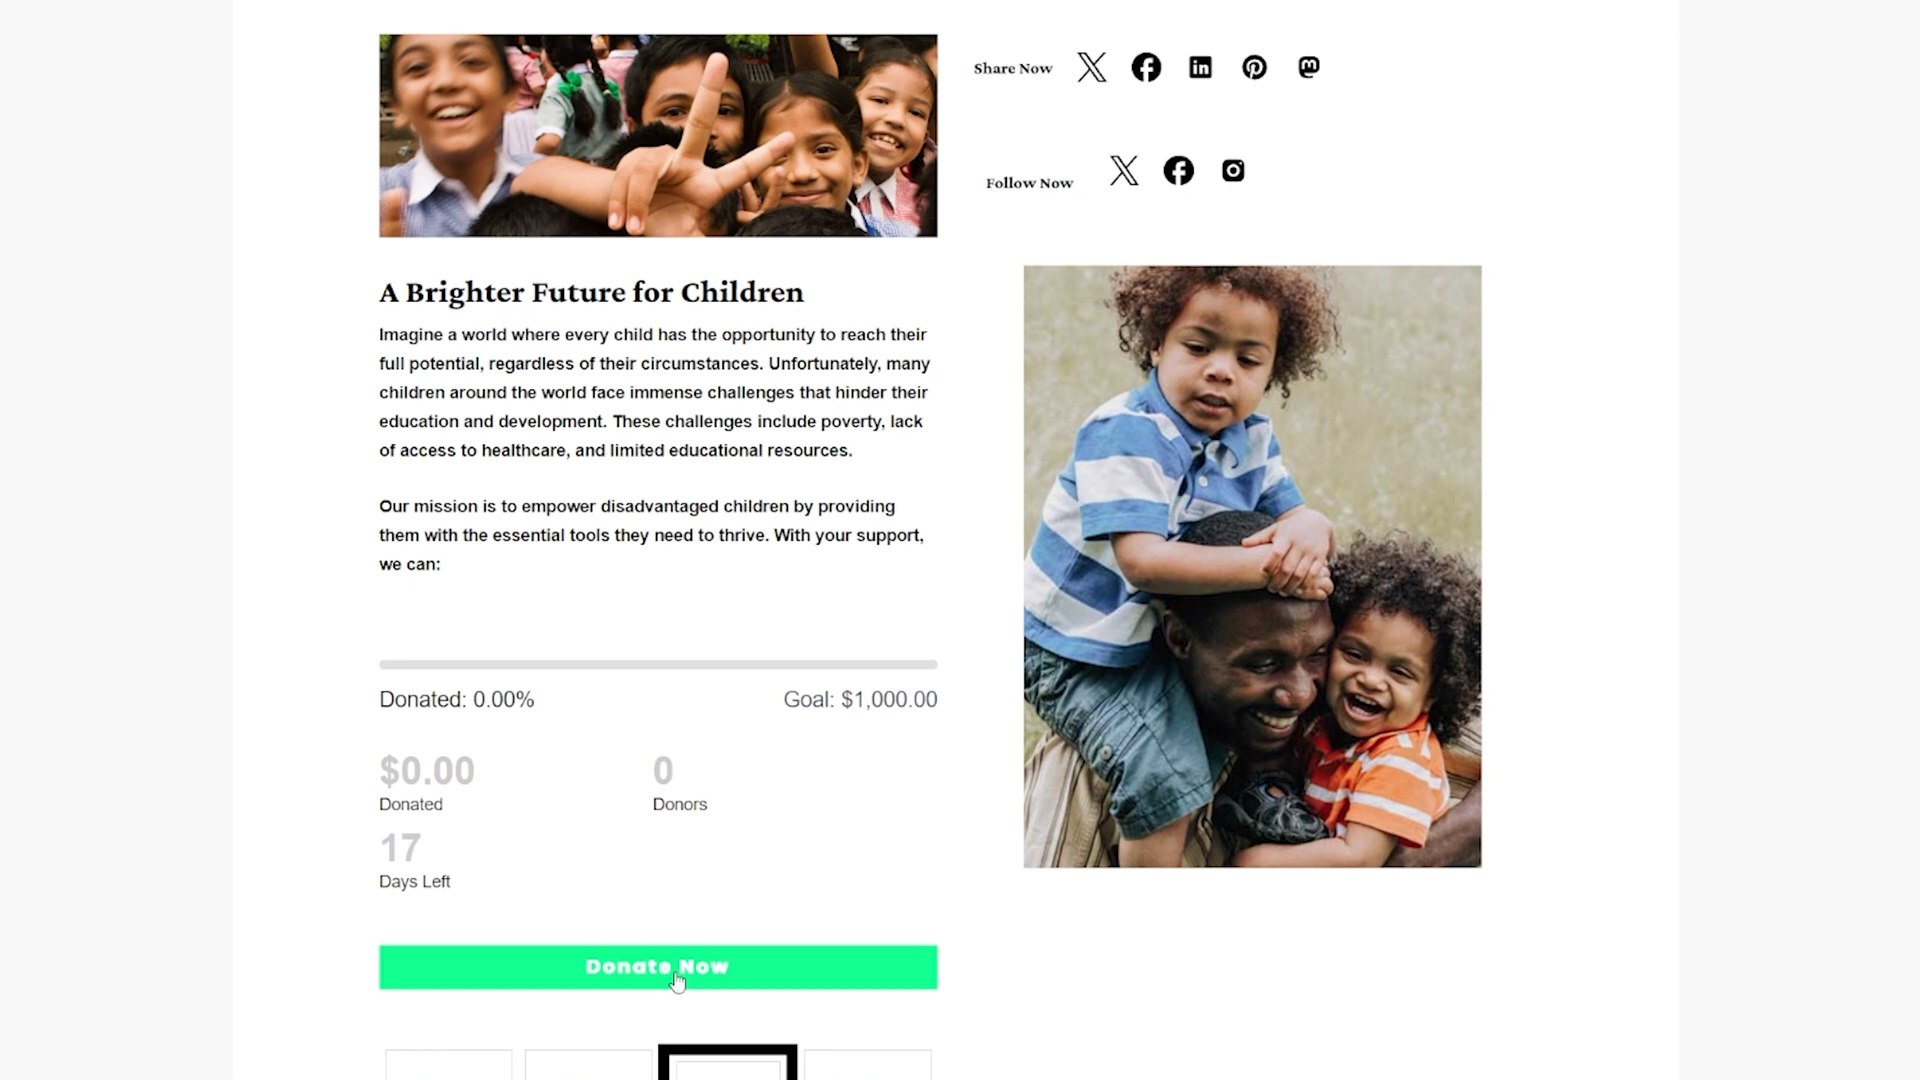 Share Now
Follow Now
A Brighter Future for Children
Imagine a world where every child has the opportunity to reach their
full potential, regardless of their circumstances. Unfortunately, many
children around the world face immense challenges that hinder their
education and development. These challenges include poverty, lack
of access to healthcare, and limited educational resources.
Our mission is to empower disadvantaged children by providing
them with the essential tools they need to thrive. With your support,
we can:
Donated: 0.00%
Goal: $1,000.00
$0.00
Donated
0
Donors
17
Days Left
Donate Now